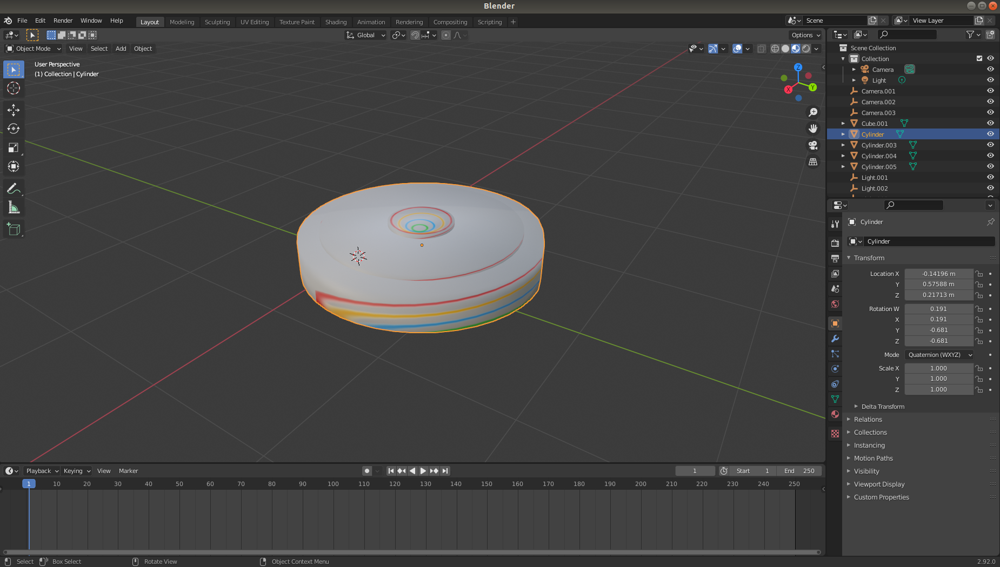 Blender
File Edit Render Window Help Layout Modeling Sculpting UV Editing Texture Paint Shading Animation Rendering Compositing Scripting + Scene View Layer
Global Options
Object Mode View Select Add Object
User Perspective
(1) Collection | Cylinder
Z
Y
X
Scene Collection
Collection
Camera
Light
Camera.001
Camera.002
Camera.003
Cube.001
Cylinder
Cylinder.003
Cylinder.004
Cylinder.005
Light.001
Light.002
Cylinder
Cylinder
Transform
Location X -0.14196 m
Y 0.57588 m
Z 0.21713 m
Rotation W 0.191
X 0.191
Y -0.681
Z -0.681
Mode Quaternion (WXYZ)
Scale X 1.000
Y 1.000
Z 1.000
Delta Transform
Relations
Collections
Instancing
Motion Paths
Visibility
Viewport Display
Custom Properties
Playback Keying View Marker 1 Start 1 End 250
1 10 20 30 40 50 60 70 80 90 100 110 120 130 140 150 160 170 180 190 200 210 220 230 240 250
Select Box Select Rotate View Object Context Menu 2.92.0